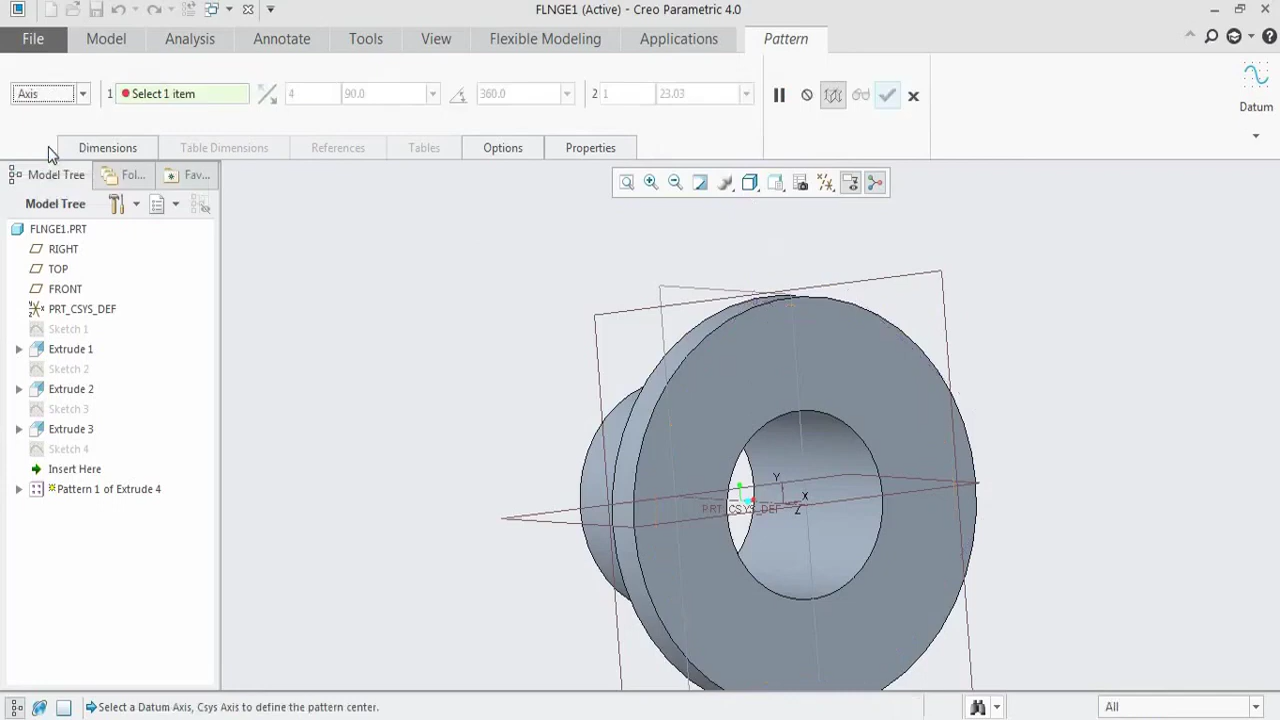 FLNGE1 (Active) - Creo Parametric 4.0
File Model Analysis Annotate Tools View Flexible Modeling Applications Pattern
Axis 1 Select 1 item 4 90.0 360.0 2 1 23.03
Datum
Dimensions Table Dimensions References Tables Options Properties
Model Tree Fol... Fav...
Model Tree
FLNGE1.PRT
RIGHT
TOP
FRONT
PRT_CSYS_DEF
Sketch 1
Extrude 1
Sketch 2
Extrude 2
Sketch 3
Extrude 3
Sketch 4
Insert Here
Pattern 1 of Extrude 4
Y
X
PRT_CSYS_DEF Z
Select a Datum Axis, Csys Axis to define the pattern center.
All